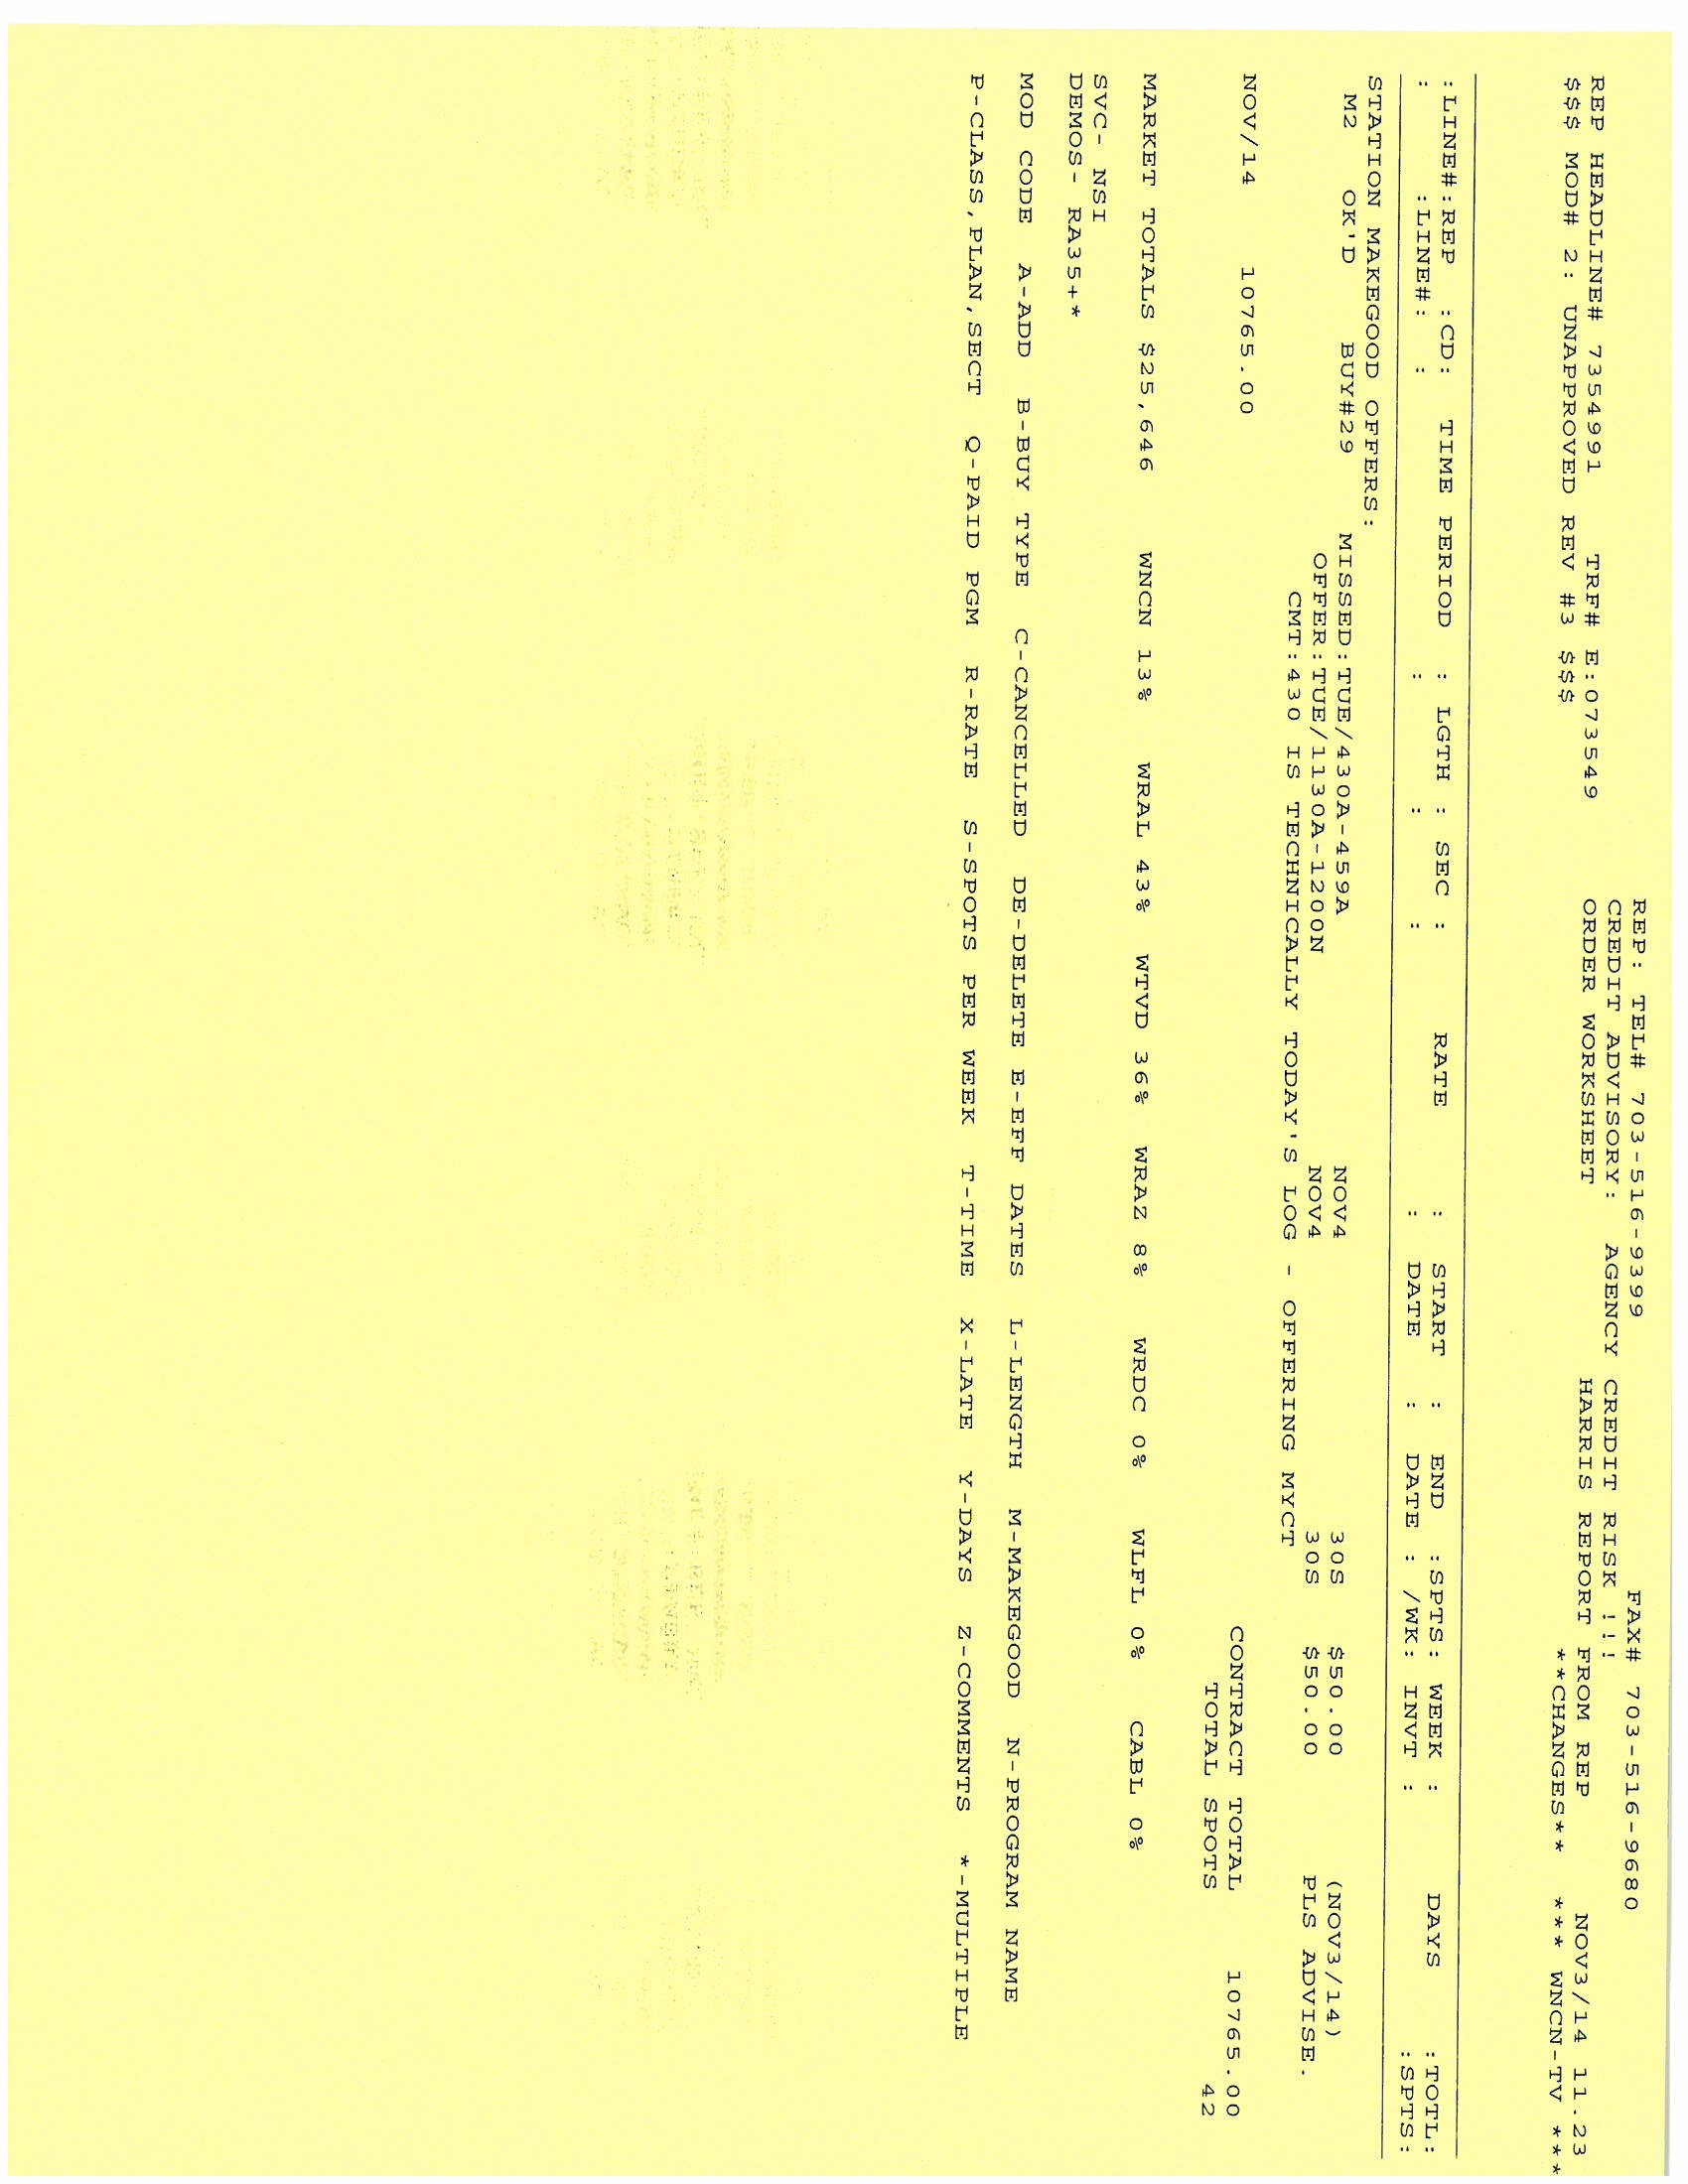 REP: TEL# 703-516-9399 FAX# 703-516-9680
CREDIT ADVISORY: AGENCY CREDIT RISK !!!
REP HEADLINE# 7354991 TRF# E:073549 ORDER WORKSHEET HARRIS REPORT FROM REP NOV3/14 11.23
$$$ MOD# 2: UNAPPROVED REV #3 $$$ **CHANGES** *** WNCN-TV ***
:LINE#:REP :CD: TIME PERIOD : LGTH : SEC : RATE : START : END :SPTS: WEEK : DAYS :TOTL:
: :LINE#: : : : : : DATE : DATE : /WK: INVT : :SPTS:
STATION MAKEGOOD OFFERS:
M2 OK'D BUY#29 MISSED:TUE/430A-459A NOV4 30S $50.00 (NOV3/14)
OFFER:TUE/1130A-1200N NOV4 30S $50.00 PLS ADVISE.
CMT:430 IS TECHNICALLY TODAY'S LOG - OFFERING MYCT
NOV/14 10765.00 CONTRACT TOTAL 10765.00
TOTAL SPOTS 42
MARKET TOTALS $25,646 WNCN 13% WRAL 43% WTVD 36% WRAZ 8% WRDC 0% WLFL 0% CABL 0%
SVC- NSI
DEMOS- RA35+*
MOD CODE A-ADD B-BUY TYPE C-CANCELLED DE-DELETE E-EFF DATES L-LENGTH M-MAKEGOOD N-PROGRAM NAME
P-CLASS,PLAN,SECT Q-PAID PGM R-RATE S-SPOTS PER WEEK T-TIME X-LATE Y-DAYS Z-COMMENTS *-MULTIPLE